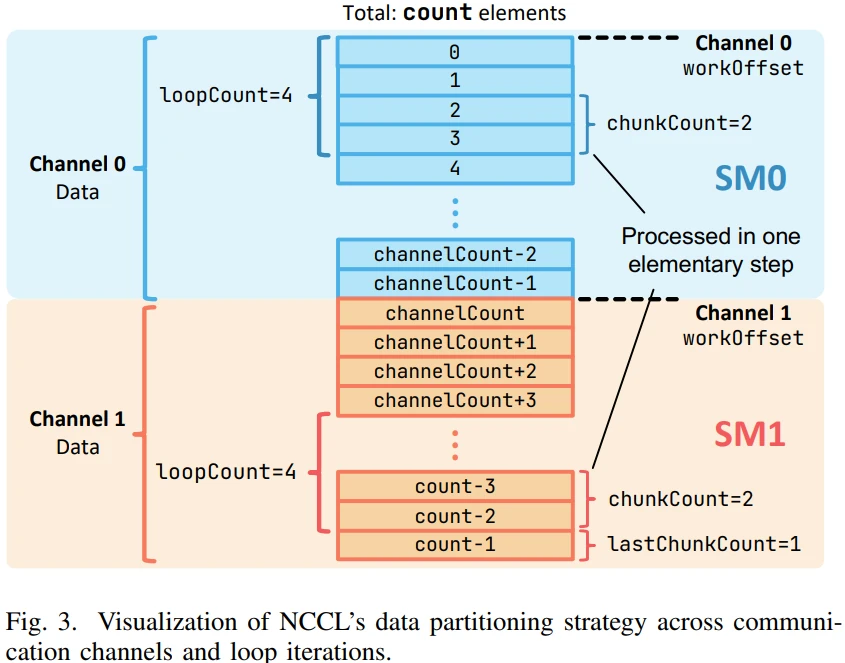 Total: count elements
Channel 0
workOffset
0
1
2
3
4
loopCount=4
chunkCount=2
Channel 0
Data
SM0
Processed in one
elementary step
channelCount-2
channelCount-1
channelCount
channelCount+1
channelCount+2
channelCount+3
Channel 1
workOffset
Channel 1
Data
SM1
loopCount=4
count-3
count-2
count-1
chunkCount=2
lastChunkCount=1
Fig. 3. Visualization of NCCL's data partitioning strategy across communi-
cation channels and loop iterations.